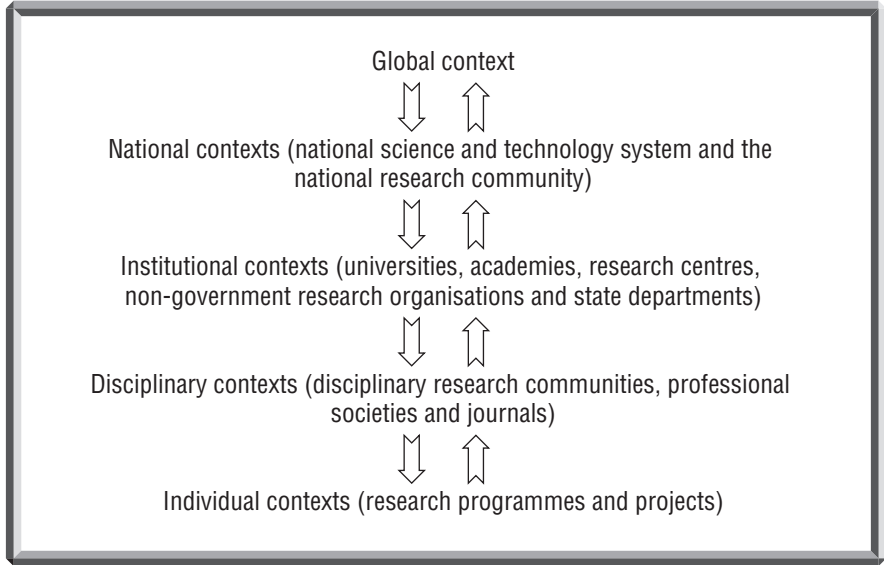 Global context
National contexts (national science and technology system and the
national research community)
Institutional contexts (universities, academies, research centres,
non-government research organisations and state departments)
Disciplinary contexts (disciplinary research communities, professional
societies and journals)
Individual contexts (research programmes and projects)